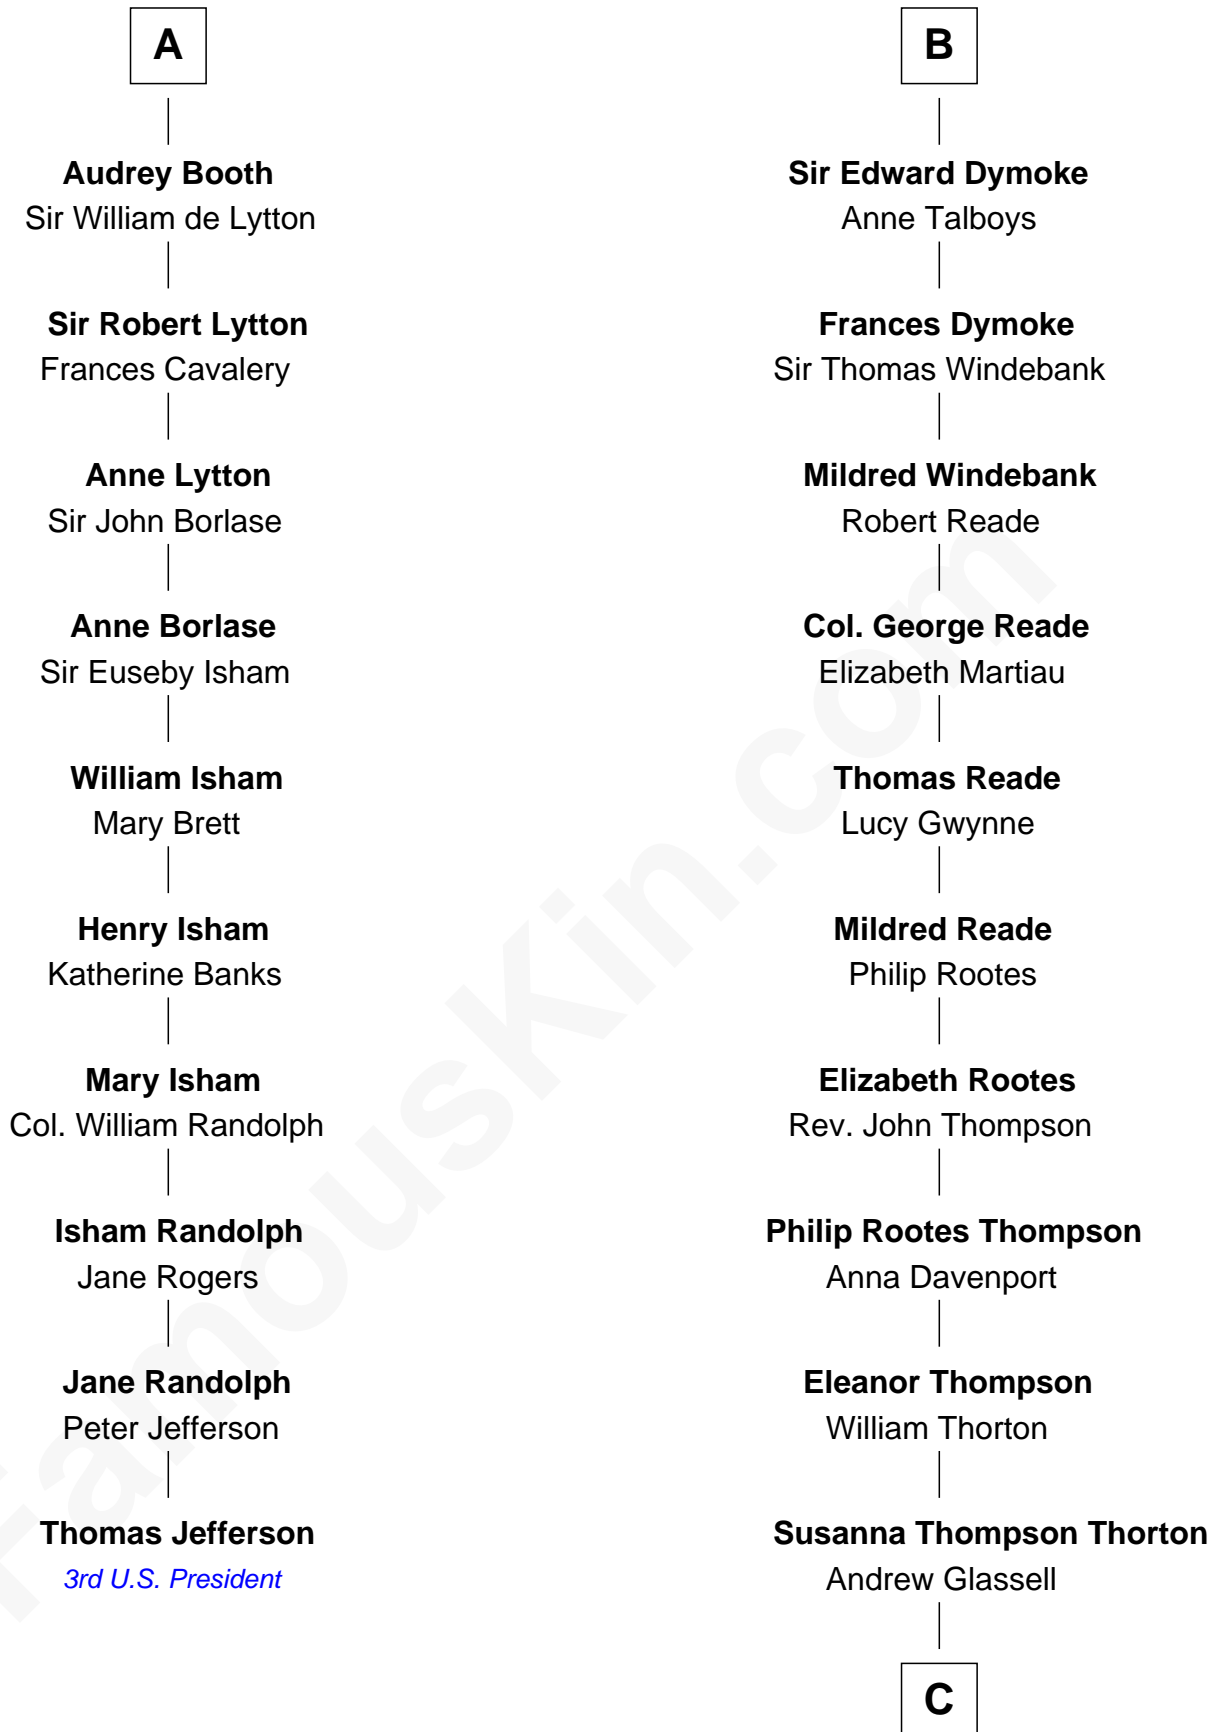 A
Audrey Booth
Sir William de Lytton
Sir Robert Lytton
Frances Cavalery
Anne Lytton
Sir John Borlase
Anne Borlase
Sir Euseby Isham
William Isham
Mary Brett
Henry Isham
Katherine Banks
Mary Isham
Col. William Randolph
Isham Randolph
Jane Rogers
Jane Randolph
Peter Jefferson
Thomas Jefferson
3rd U.S. President
B
Sir Edward Dymoke
Anne Talboys
Frances Dymoke
Sir Thomas Windebank
Mildred Windebank
Robert Reade
Col. George Reade
Elizabeth Martiau
Thomas Reade
Lucy Gwynne
Mildred Reade
Philip Rootes
Elizabeth Rootes
Rev. John Thompson
Philip Rootes Thompson
Anna Davenport
Eleanor Thompson
William Thorton
Susanna Thompson Thorton
Andrew Glassell
C
FamousKin.com